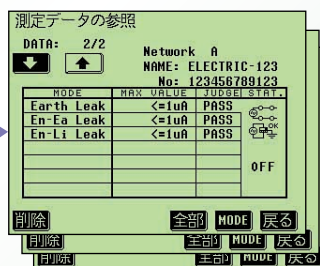 測定データの参照
DATA: 2/2
Network A
NAME: ELECTRIC-123
No: 123456789123
MODE MAX VALUE JUDGE STAT.
Earth Leak <=1uA PASS
En-Ea Leak <=1uA PASS
En-Li Leak <=1uA PASS
OK
OFF
削除 全部 MODE 戻る
削除 全部 MODE 戻る
削除 全部 MODE 戻る